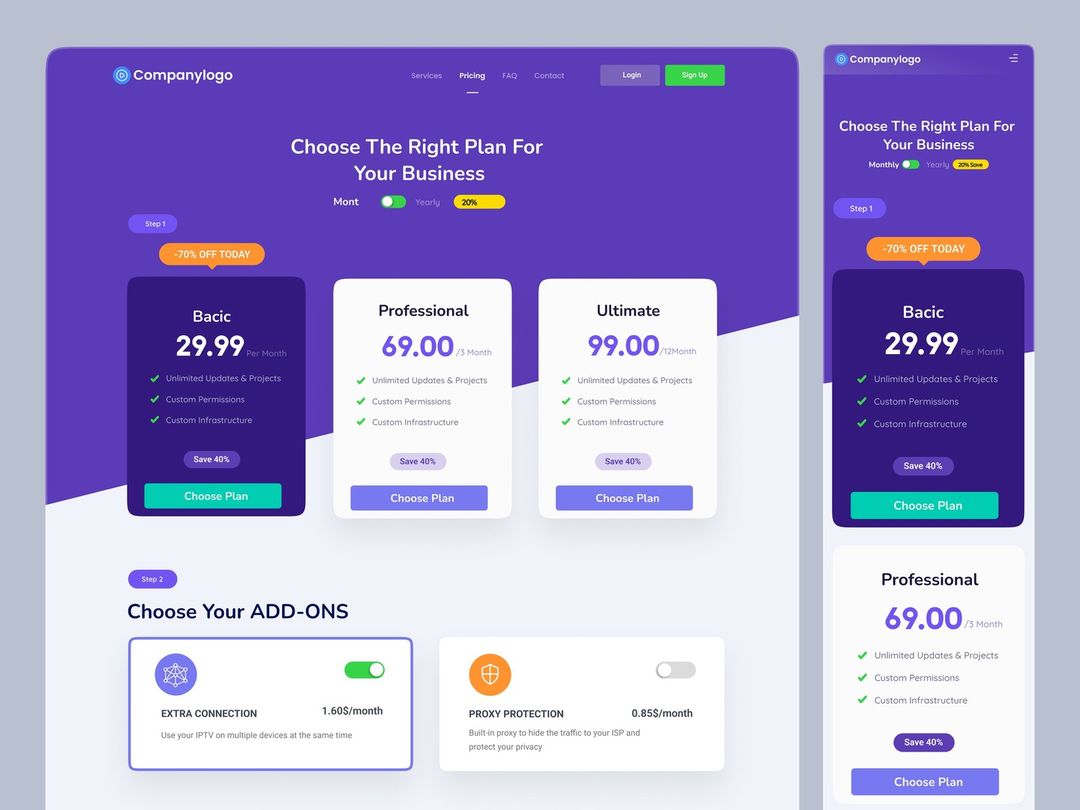 Companylogo
Services Pricing FAQ Contact Login Sign Up
Choose The Right Plan For
Your Business
Mont Yearly 20%
Step 1
-70% OFF TODAY
Bacic
29.99 Per Month
Unlimited Updates & Projects
Custom Permissions
Custom Infrastructure
Save 40%
Choose Plan
Professional
69.00 /3 Month
Unlimited Updates & Projects
Custom Permissions
Custom Infrastructure
Save 40%
Choose Plan
Ultimate
99.00 /12Month
Unlimited Updates & Projects
Custom Permissions
Custom Infrastructure
Save 40%
Choose Plan
Step 2
Choose Your ADD-ONS
EXTRA CONNECTION 1.60$/month
Use your IPTV on multiple devices at the same time
PROXY PROTECTION 0.85$/month
Built-in proxy to hide the traffic to your ISP and
protect your privacy
Companylogo
Choose The Right Plan For
Your Business
Monthly Yearly 20% Save
Step 1
-70% OFF TODAY
Bacic
29.99 Per Month
Unlimited Updates & Projects
Custom Permissions
Custom Infrastructure
Save 40%
Choose Plan
Professional
69.00 /3 Month
Unlimited Updates & Projects
Custom Permissions
Custom Infrastructure
Save 40%
Choose Plan